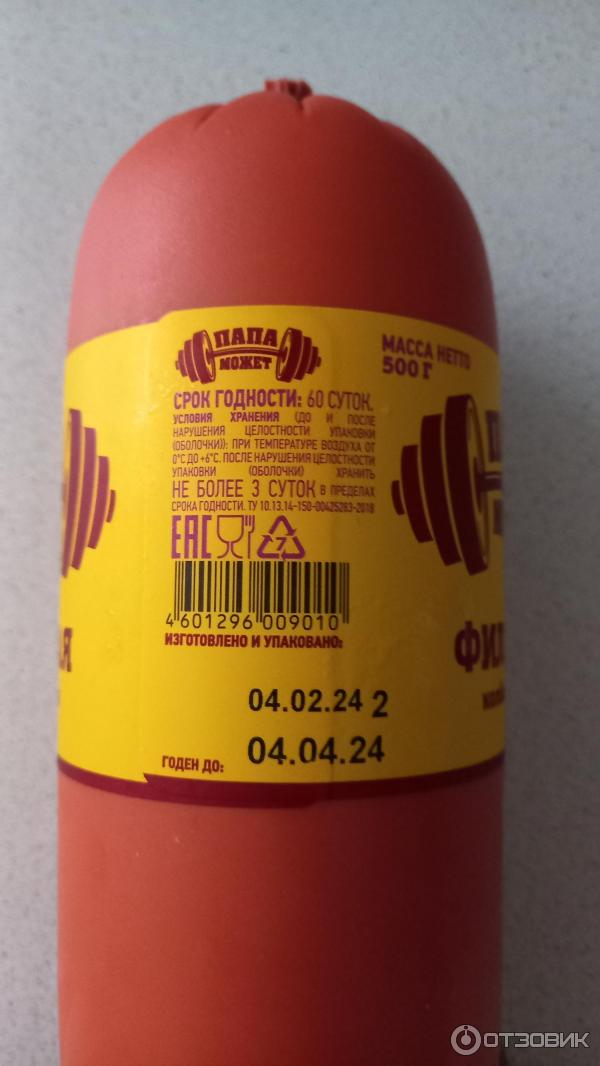 ПАПА
МОЖЕТ
МАССА НЕТТО
500 Г
СРОК ГОДНОСТИ: 60 СУТОК.
УСЛОВИЯ ХРАНЕНИЯ (ДО И ПОСЛЕ
НАРУШЕНИЯ ЦЕЛОСТНОСТИ УПАКОВКИ
(ОБОЛОЧКИ)): ПРИ ТЕМПЕРАТУРЕ ВОЗДУХА ОТ
0°С ДО +6°С. ПОСЛЕ НАРУШЕНИЯ ЦЕЛОСТНОСТИ
УПАКОВКИ (ОБОЛОЧКИ) ХРАНИТЬ
НЕ БОЛЕЕ 3 СУТОК В ПРЕДЕЛАХ
СРОКА ГОДНОСТИ. ТУ 10.13.14-150-00425283-2018
EAC
7
4 601296 009010
ИЗГОТОВЛЕНО И УПАКОВАНО:
04.02.24 2
ГОДЕН ДО: 04.04.24
ОТЗОВИК